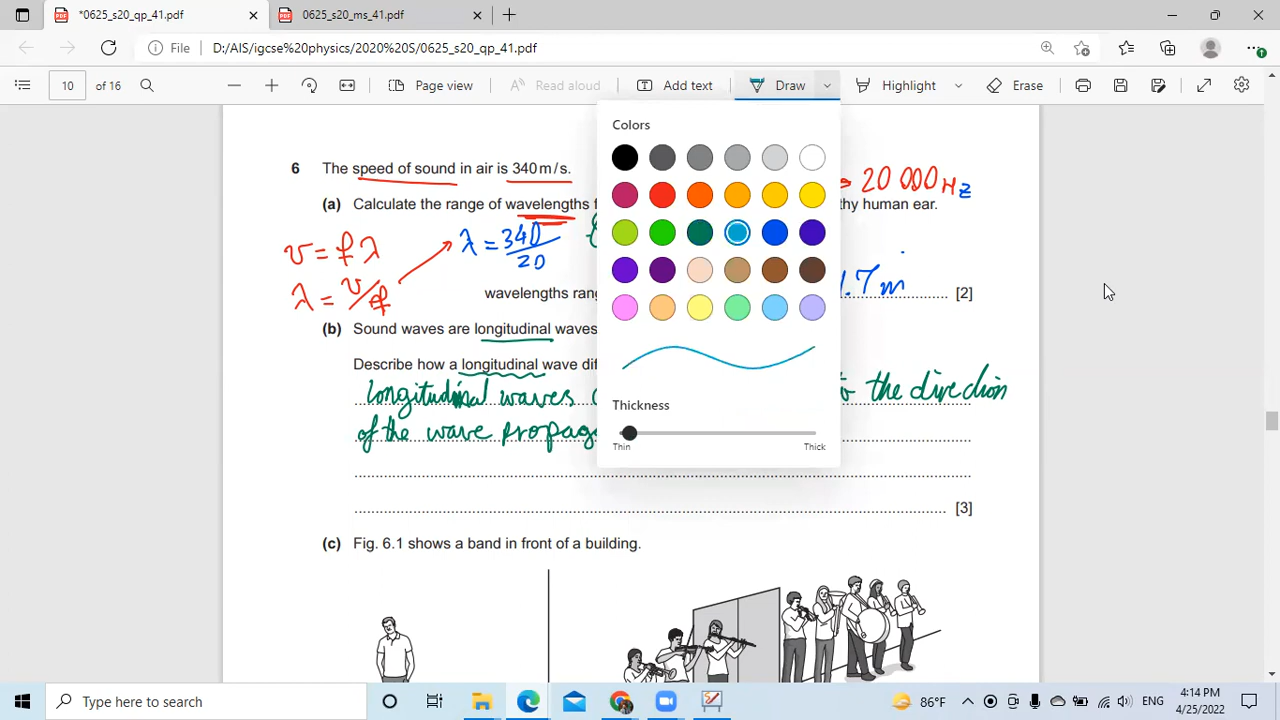 *0625_s20_qp_41.pdf
0625_s20_ms_41.pdf
File
D:/AIS/igcse%20physics/2020%20S/0625_s20_qp_41.pdf
10 of 16
Page view
Read aloud
Add text
Draw
Highlight
Erase
Colors
Thickness
Thin
Thick
6 The speed of sound in air is 340 m/s.
20 000 Hz
(a) Calculate the range of wavelengths
thy human ear.
v = fλ
λ = 340/20
λ = v/f
wavelengths rang
1.7 m
[2]
(b) Sound waves are longitudinal waves
Describe how a longitudinal wave dif
longitudinal waves
to the direction
of the wave propag
[3]
(c) Fig. 6.1 shows a band in front of a building.
Type here to search
86°F
ENG
4:14 PM
4/25/2022